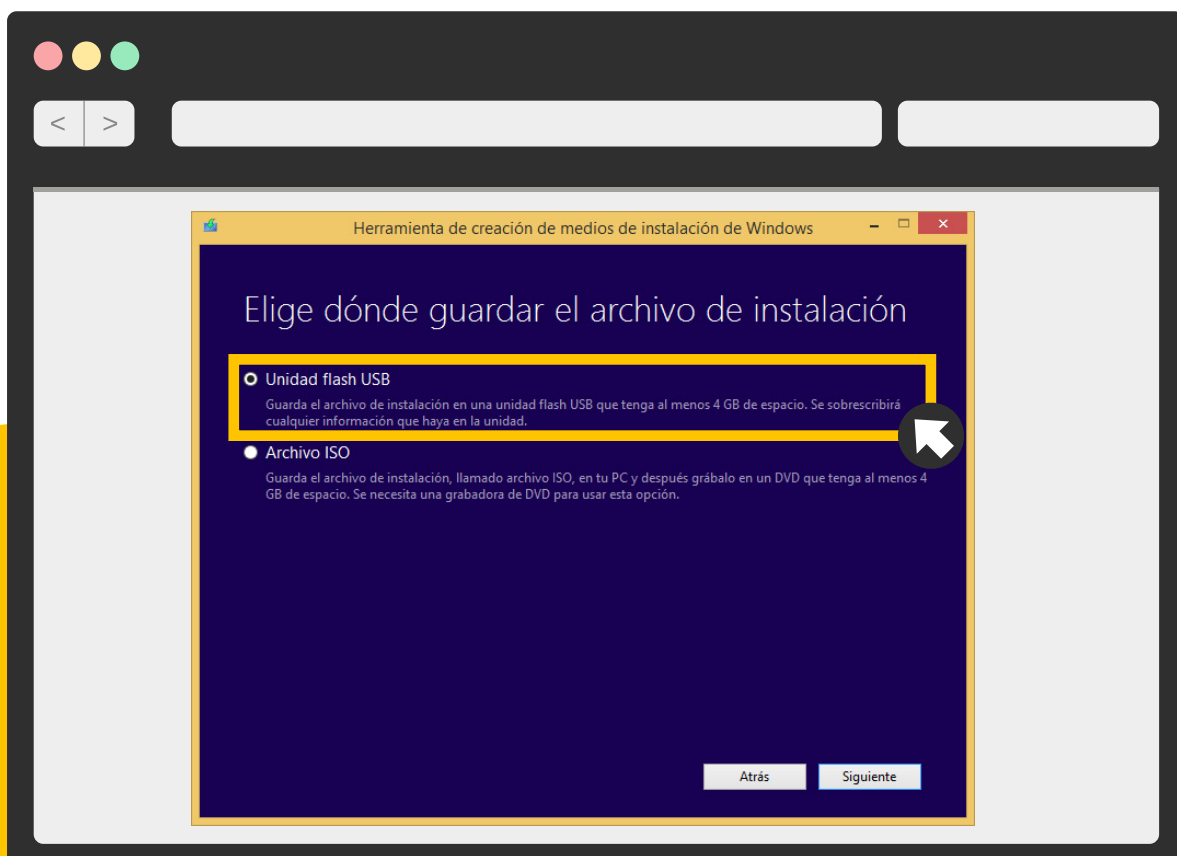 < >
Herramienta de creación de medios de instalación de Windows
Elige dónde guardar el archivo de instalación
Unidad flash USB
Guarda el archivo de instalación en una unidad flash USB que tenga al menos 4 GB de espacio. Se sobrescribirá
cualquier información que haya en la unidad.
Archivo ISO
Guarda el archivo de instalación, llamado archivo ISO, en tu PC y después grábalo en un DVD que tenga al menos 4
GB de espacio. Se necesita una grabadora de DVD para usar esta opción.
Atrás Siguiente